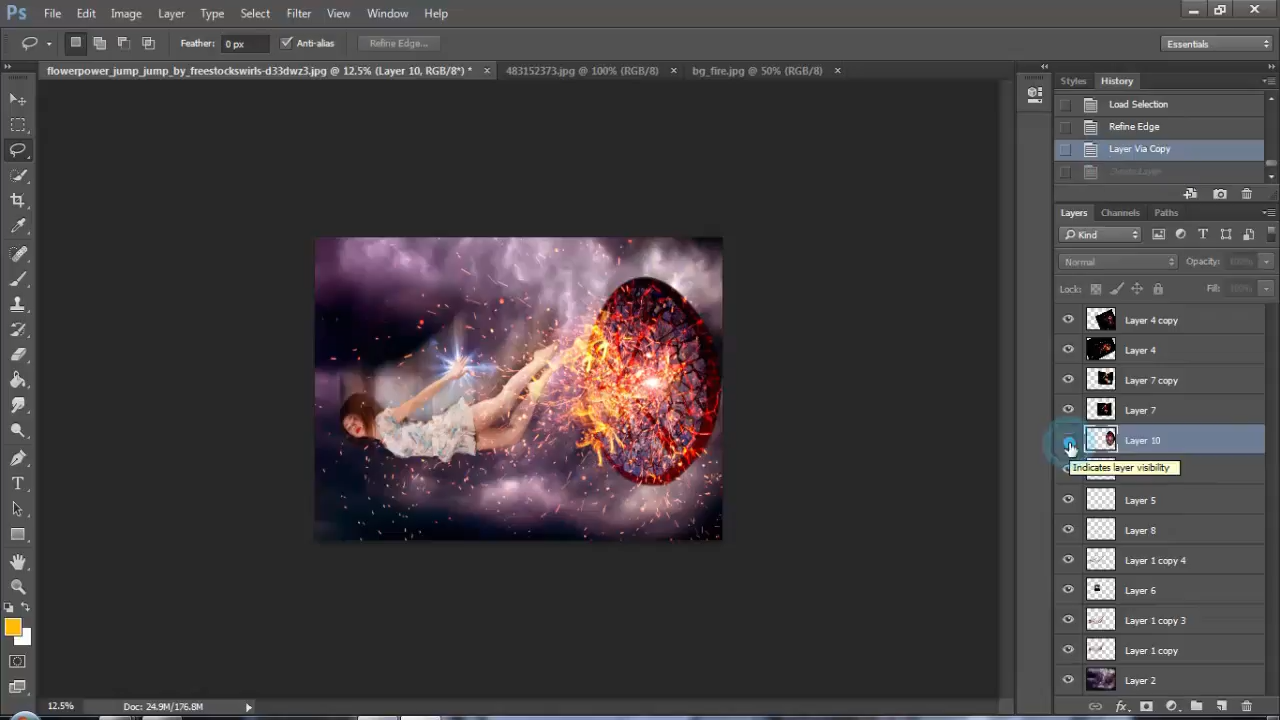 Ps File Edit Image Layer Type Select Filter View Window Help
Feather: 0 px Anti-alias Refine Edge... Essentials
flowerpower_jump_jump_by_freestockswirls-d33dwz3.jpg @ 12.5% (Layer 10, RGB/8*) * × 483152373.jpg @ 100% (RGB/8) × bg_fire.jpg @ 50% (RGB/8) ×
Styles History
Load Selection
Refine Edge
Layer Via Copy
Layers Channels Paths
Kind
Normal Opacity:
Lock: Fill:
Layer 4 copy
Layer 4
Layer 7 copy
Layer 7
Layer 10
Indicates layer visibility
Layer 5
Layer 8
Layer 1 copy 4
Layer 6
Layer 1 copy 3
Layer 1 copy
Layer 2
12.5% Doc: 24.9M/176.8M